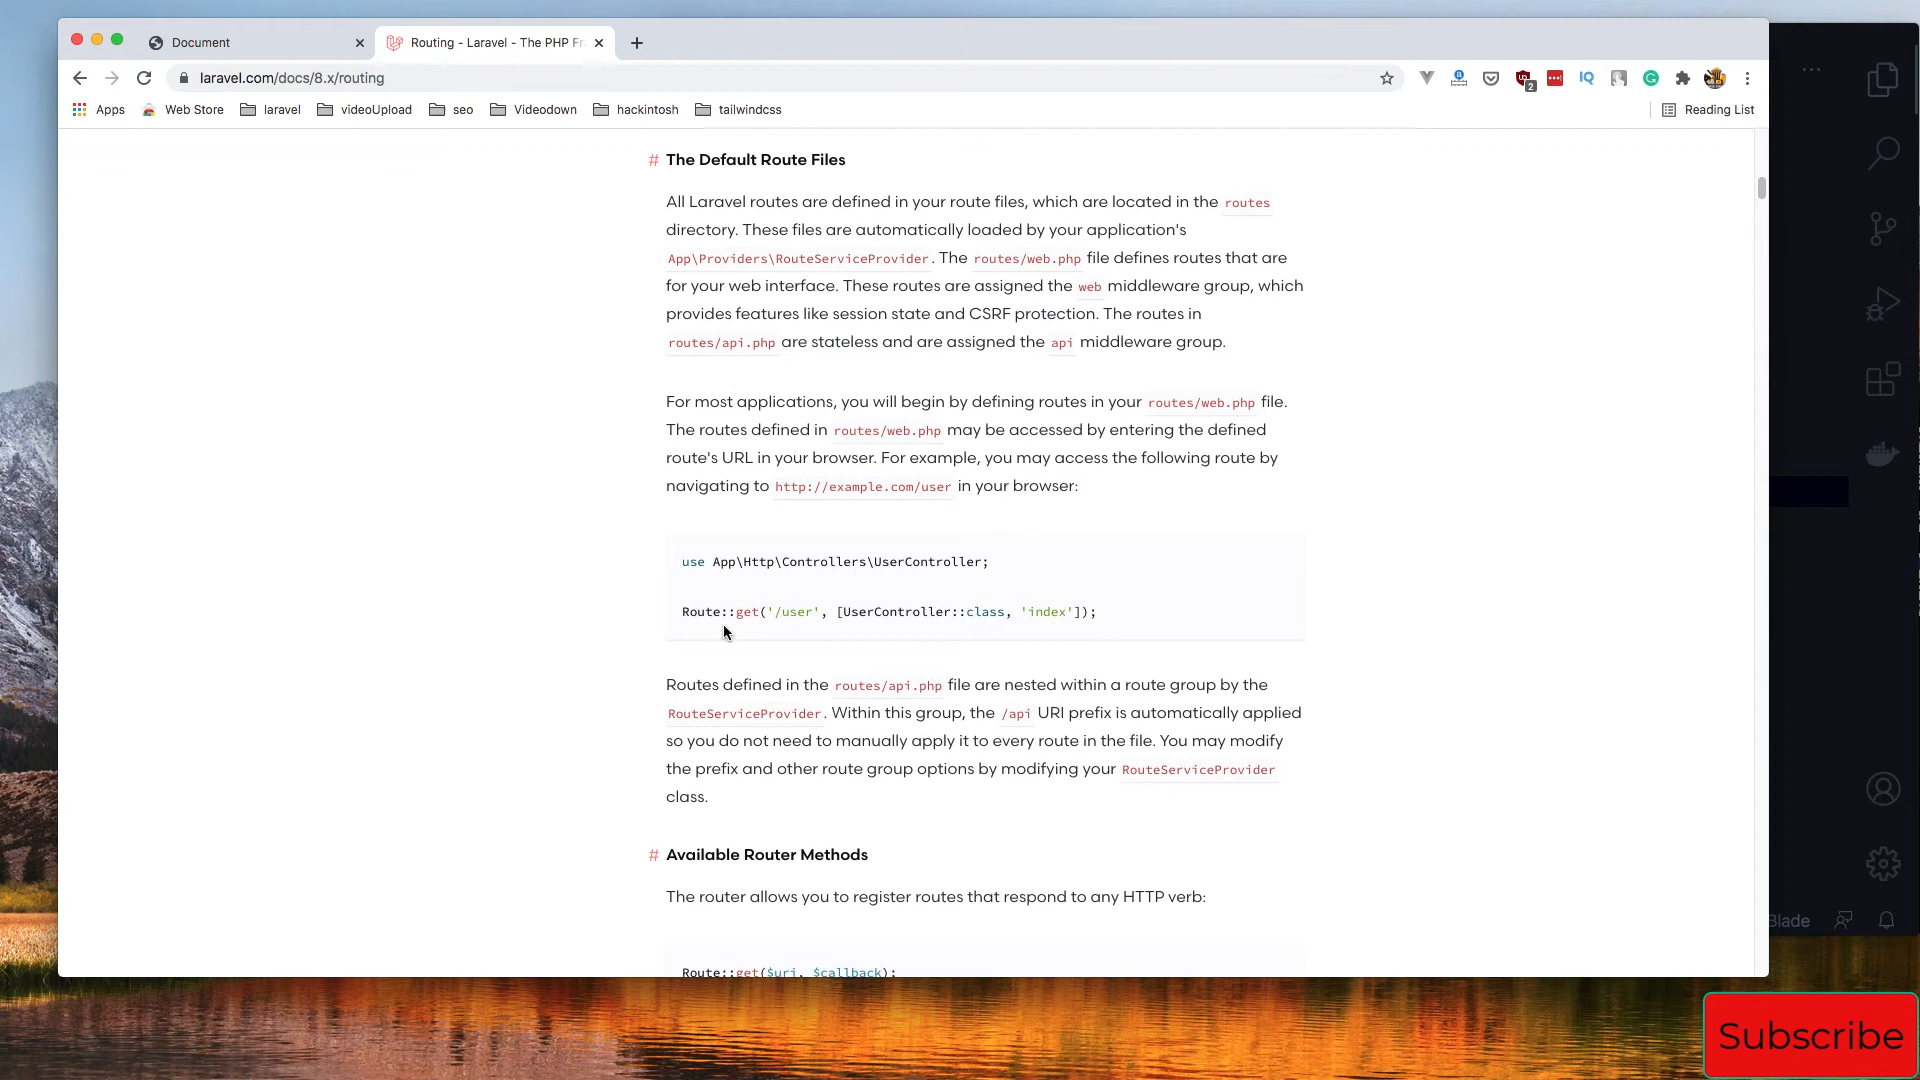 Document
Routing - Laravel - The PHP Fr
laravel.com/docs/8.x/routing
2
IQ
Apps
Web Store
laravel
videoUpload
seo
Videodown
hackintosh
tailwindcss
Reading List
# The Default Route Files
All Laravel routes are defined in your route files, which are located in the routes
directory. These files are automatically loaded by your application's
App\Providers\RouteServiceProvider. The routes/web.php file defines routes that are
for your web interface. These routes are assigned the web middleware group, which
provides features like session state and CSRF protection. The routes in
routes/api.php are stateless and are assigned the api middleware group.
For most applications, you will begin by defining routes in your routes/web.php file.
The routes defined in routes/web.php may be accessed by entering the defined
route's URL in your browser. For example, you may access the following route by
navigating to http://example.com/user in your browser:
use App\Http\Controllers\UserController;
Route::get('/user', [UserController::class, 'index']);
Routes defined in the routes/api.php file are nested within a route group by the
RouteServiceProvider. Within this group, the /api URI prefix is automatically applied
so you do not need to manually apply it to every route in the file. You may modify
the prefix and other route group options by modifying your RouteServiceProvider
class.
# Available Router Methods
The router allows you to register routes that respond to any HTTP verb:
Route::get($uri, $callback);
Blade
Subscribe